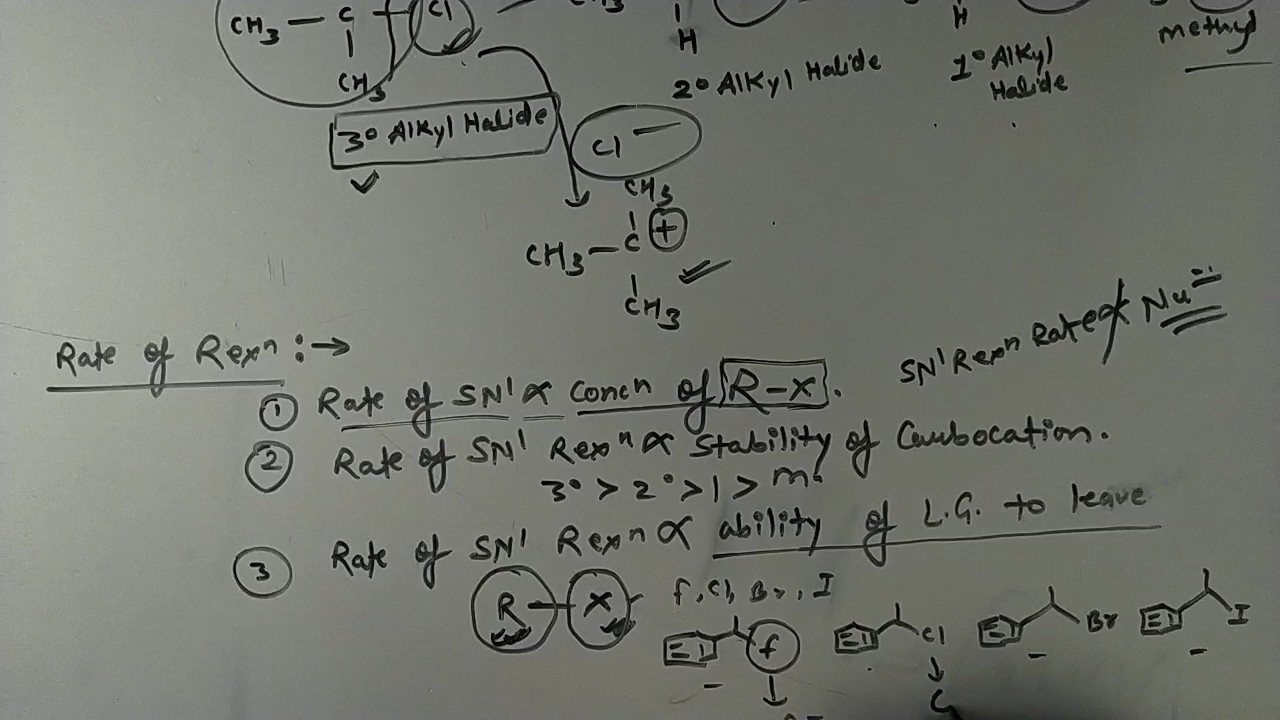 CH3 — C — Cl
CH3
CH3
H
H
methyl
2° Alkyl Halide
1° Alkyl
Halide
3° Alkyl Halide
Cl —
CH3
CH3 — C +
CH3
Rate of Rexn :→
SN1 Rexn Rate ∝ Nu
① Rate of SN1 ∝ Concn of R-X.
② Rate of SN1 Rexn ∝ Stability of Carbocation.
3° > 2° > 1 > m.
③ Rate of SN1 Rexn ∝ ability of L.G. to leave
R — X f, Cl, Br, I
f Cl Br I